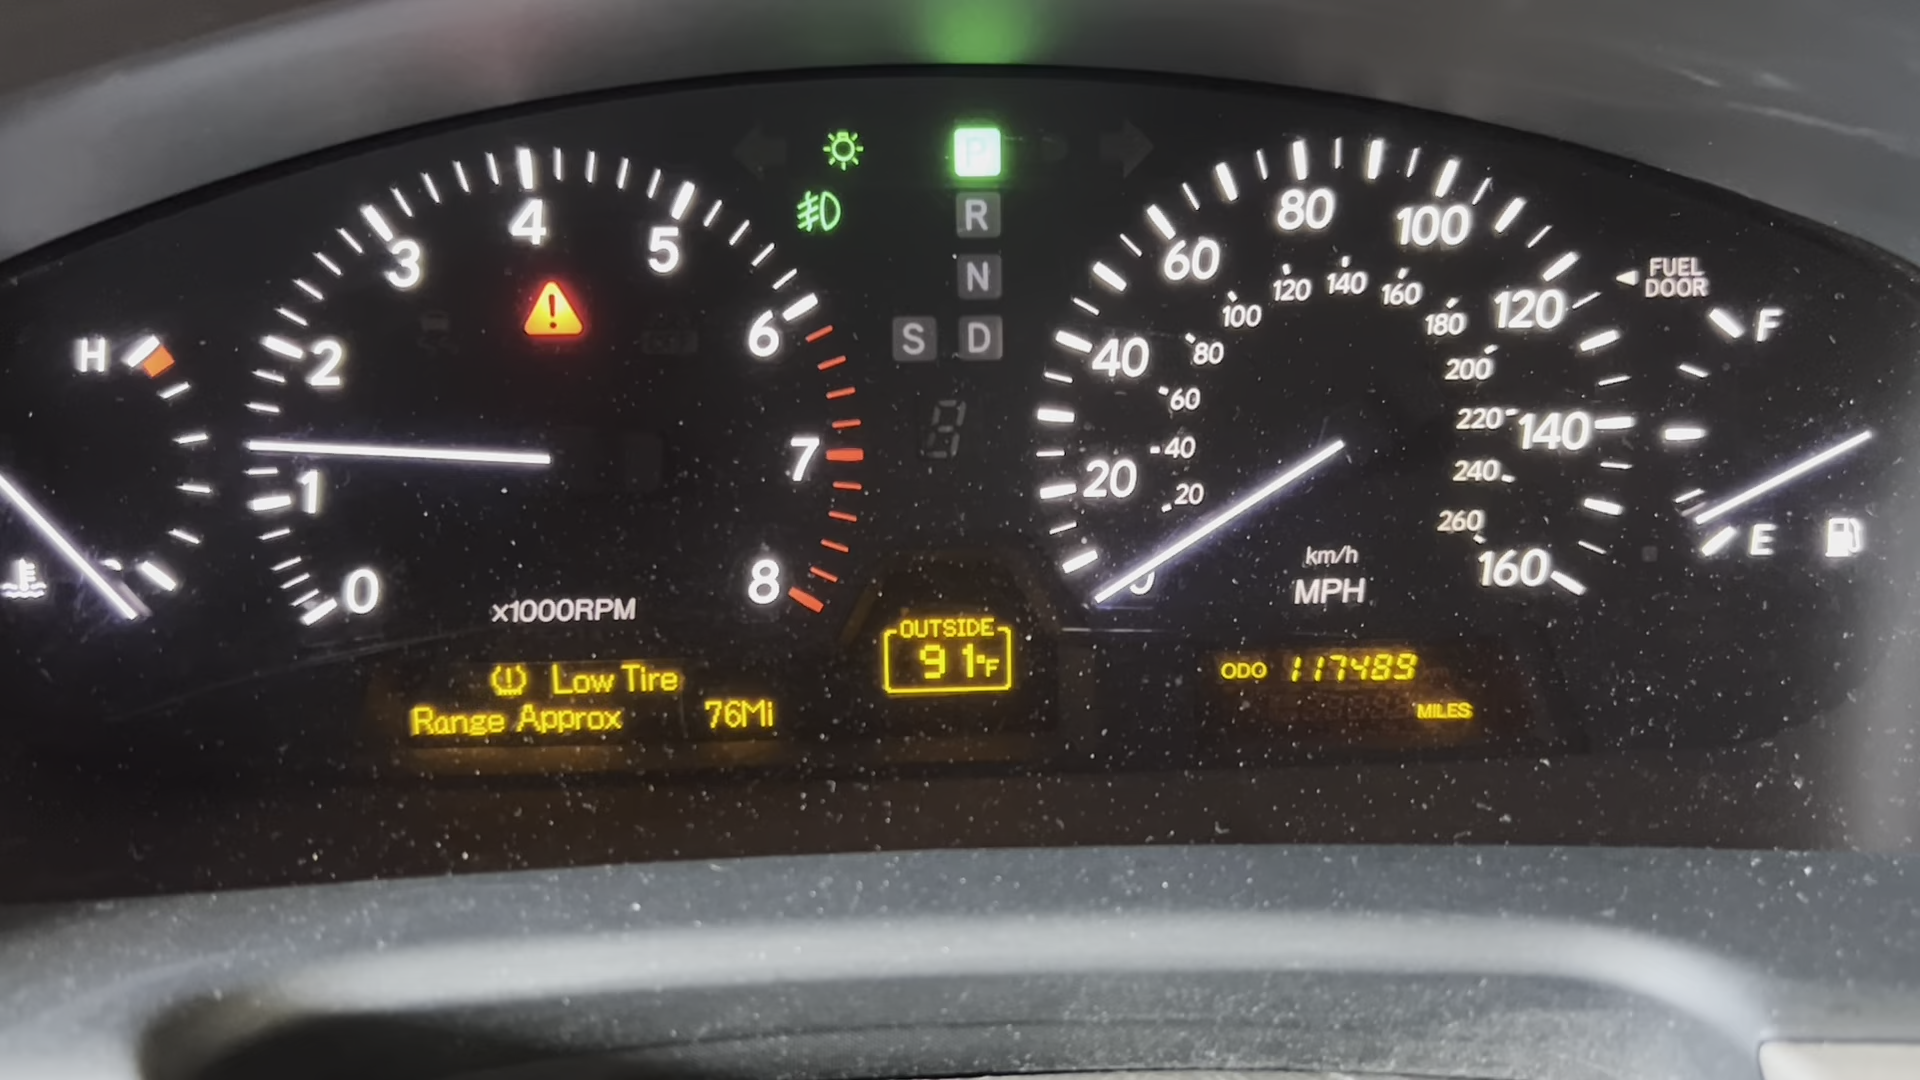 P
R
N
S D
H
0
1
2
3
4
5
6
7
8
x1000RPM
20
40
60
80
100
120
140
160
20
40
60
80
100
120
140
160
180
200
220
240
260
km/h
MPH
FUEL
DOOR
F
E
Low Tire
Range Approx 76Mi
OUTSIDE
91°F
ODO 117489
MILES